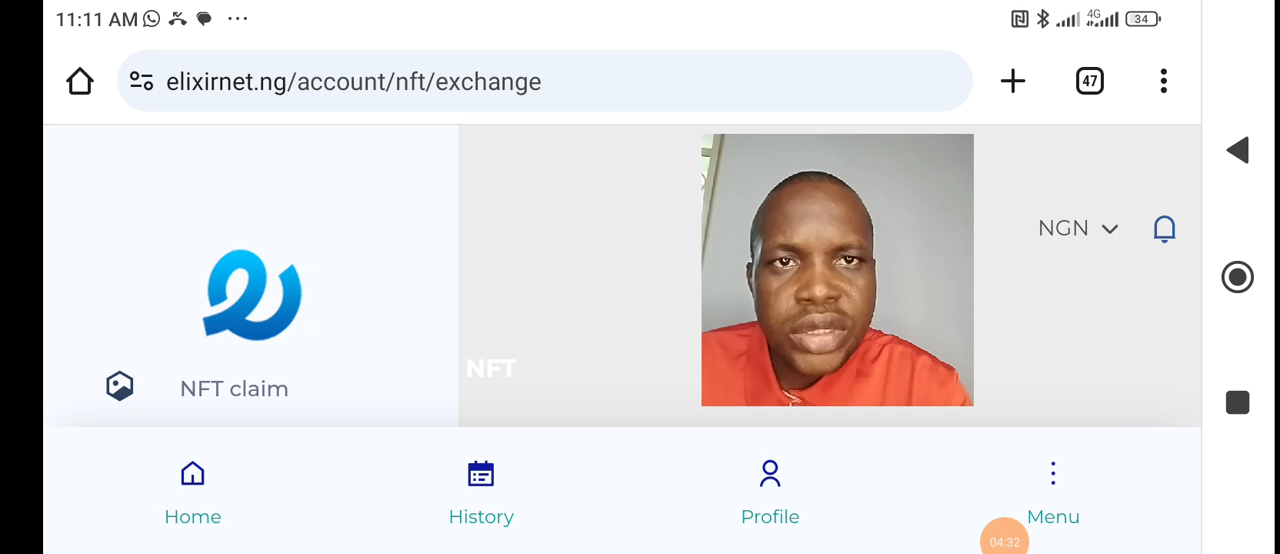 11:11 AM
4G
34
elixirnet.ng/account/nft/exchange
47
NGN
NFT
NFT claim
Home
History
Profile
Menu
04:32